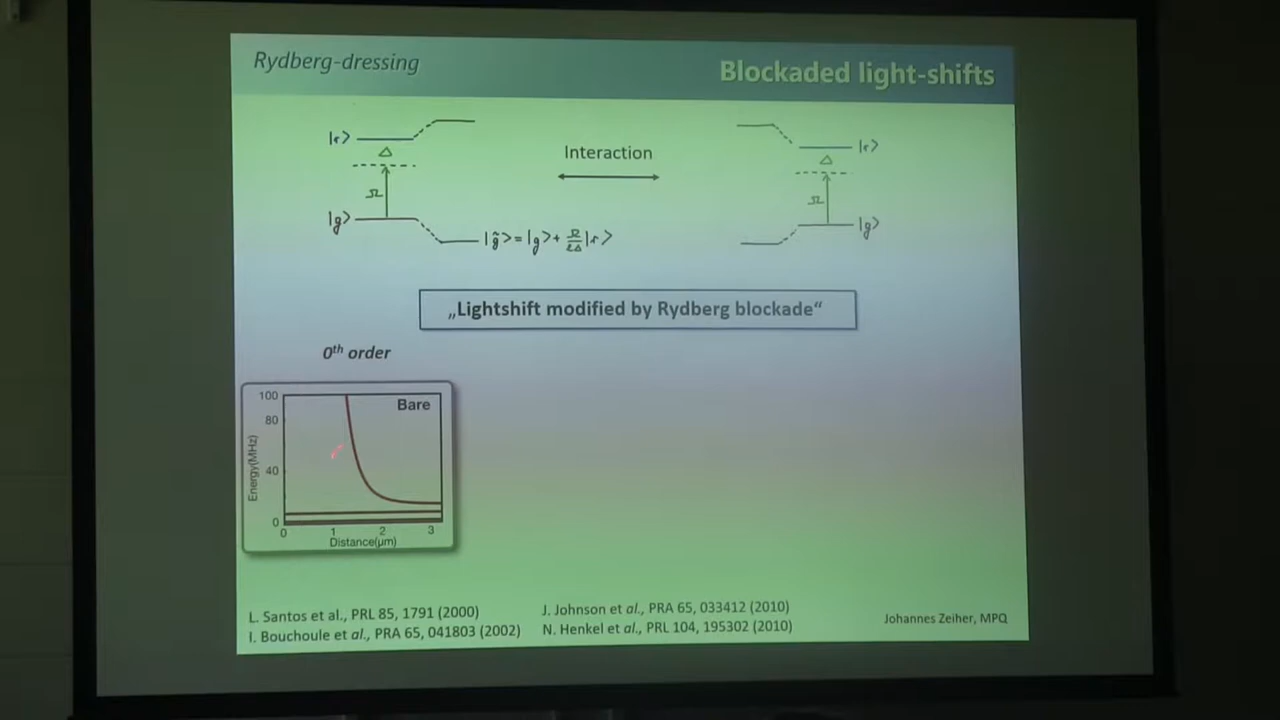 Rydberg-dressing
Blockaded light-shifts
|r>
Δ
Ω
|g>
|g̃>=|g>+Ω/2Δ|r>
Interaction
|r>
Δ
Ω
|g>
„Lightshift modified by Rydberg blockade“
0th order
Bare
100
80
40
0
Energy(MHz)
0 1 2 3
Distance(μm)
L. Santos et al., PRL 85, 1791 (2000)
I. Bouchoule et al., PRA 65, 041803 (2002)
J. Johnson et al., PRA 65, 033412 (2010)
N. Henkel et al., PRL 104, 195302 (2010)
Johannes Zeiher, MPQ